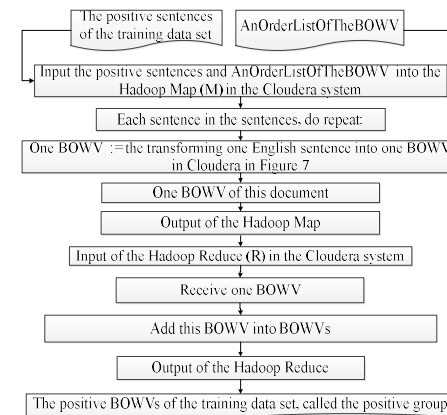 The positive sentences
of the training data set
AnOrderListOfTheBOWV
Input the positive sentences and AnOrderListOfTheBOWV into the
Hadoop Map (M) in the Cloudera system
Each sentence in the sentences, do repeat:
One BOWV := the transforming one English sentence into one BOWV
in Cloudera in Figure 7
One BOWV of this document
Output of the Hadoop Map
Input of the Hadoop Reduce (R) in the Cloudera system
Receive one BOWV
Add this BOWV into BOWVs
Output of the Hadoop Reduce
The positive BOWVs of the training data set, called the positive group